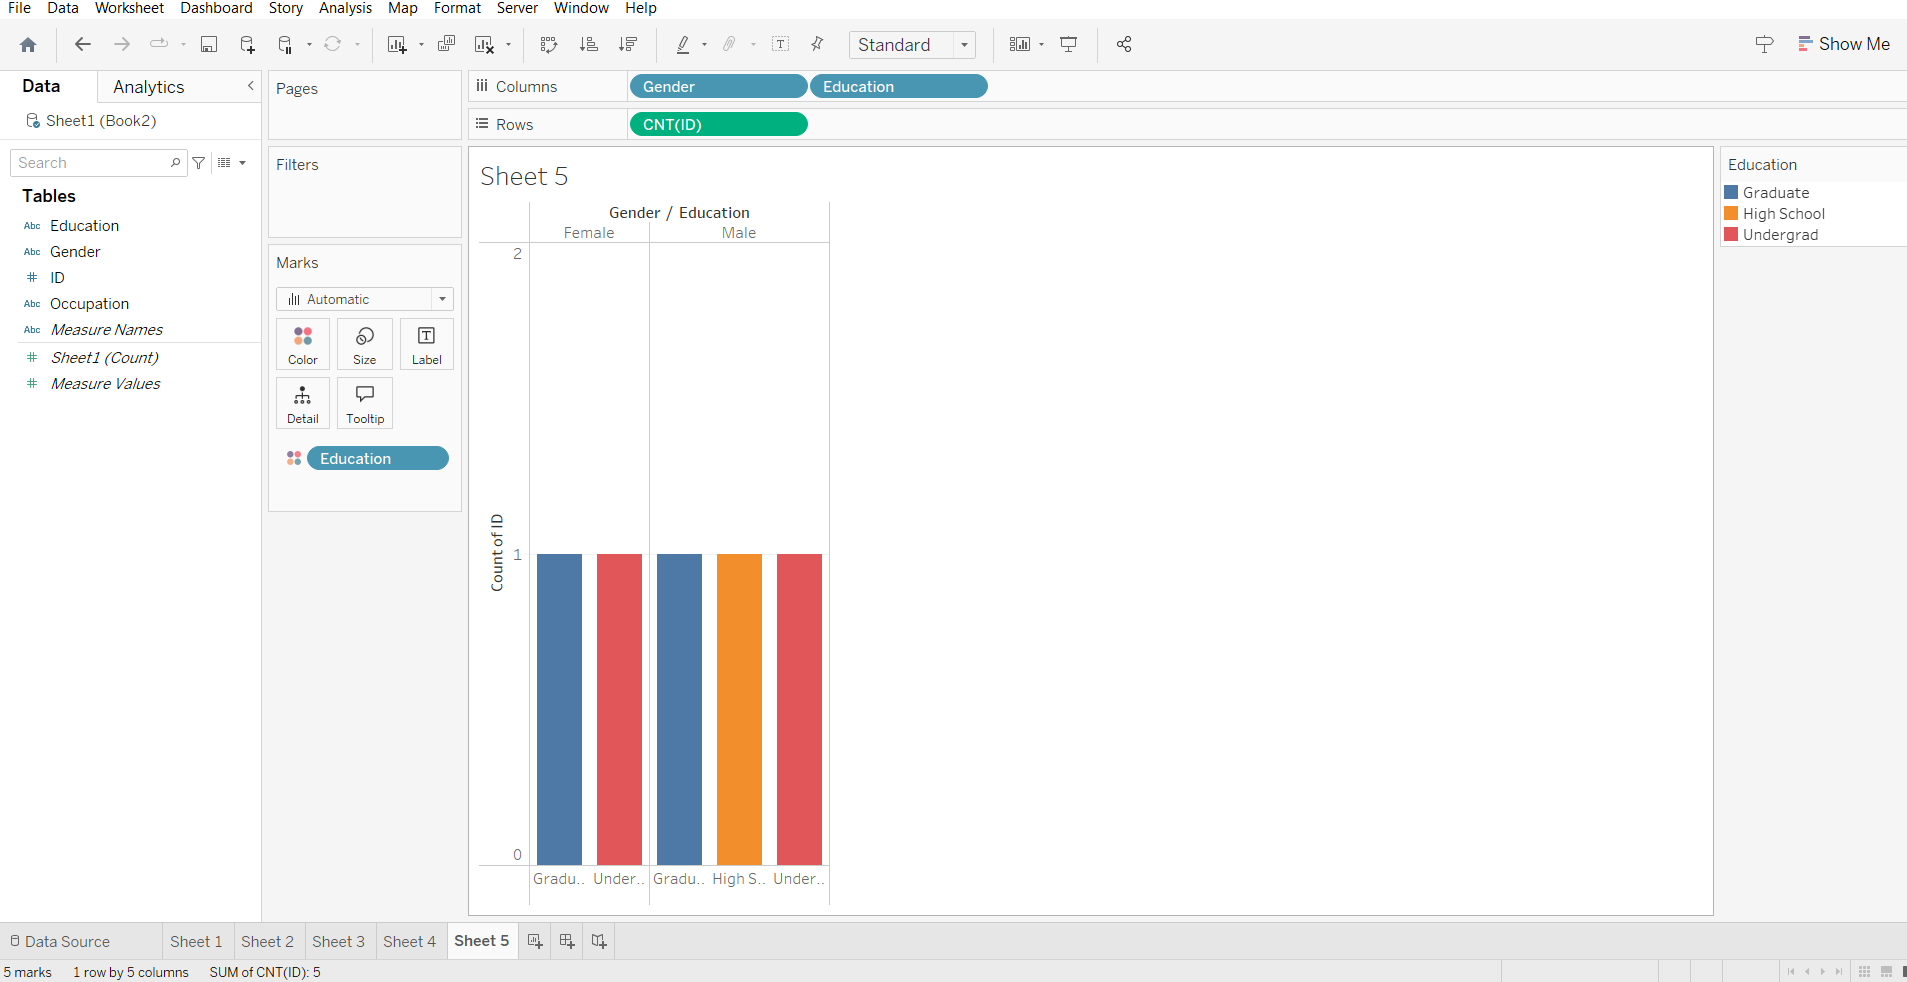 File Data Worksheet Dashboard Story Analysis Map Format Server Window Help
Standard
Show Me
Data Analytics
Sheet1 (Book2)
Search
Tables
Abc Education
Abc Gender
# ID
Abc Occupation
Abc Measure Names
# Sheet1 (Count)
# Measure Values
Pages
Filters
Marks
Automatic
Color Size Label
Detail Tooltip
Education
Columns Gender Education
Rows CNT(ID)
Sheet 5
Gender / Education
Female Male
2
1
0
Count of ID
Gradu.. Under.. Gradu.. High S.. Under..
Education
Graduate
High School
Undergrad
Data Source Sheet 1 Sheet 2 Sheet 3 Sheet 4 Sheet 5
5 marks 1 row by 5 columns SUM of CNT(ID): 5